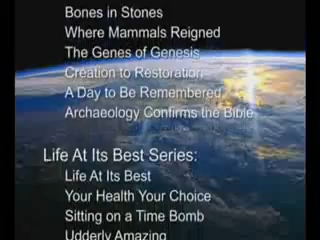 Bones in Stones
Where Mammals Reigned
The Genes of Genesis
Creation to Restoration
A Day to Be Remembered
Archaeology Confirms the Bible
Life At Its Best Series:
Life At Its Best
Your Health Your Choice
Sitting on a Time Bomb
Udderly Amazing